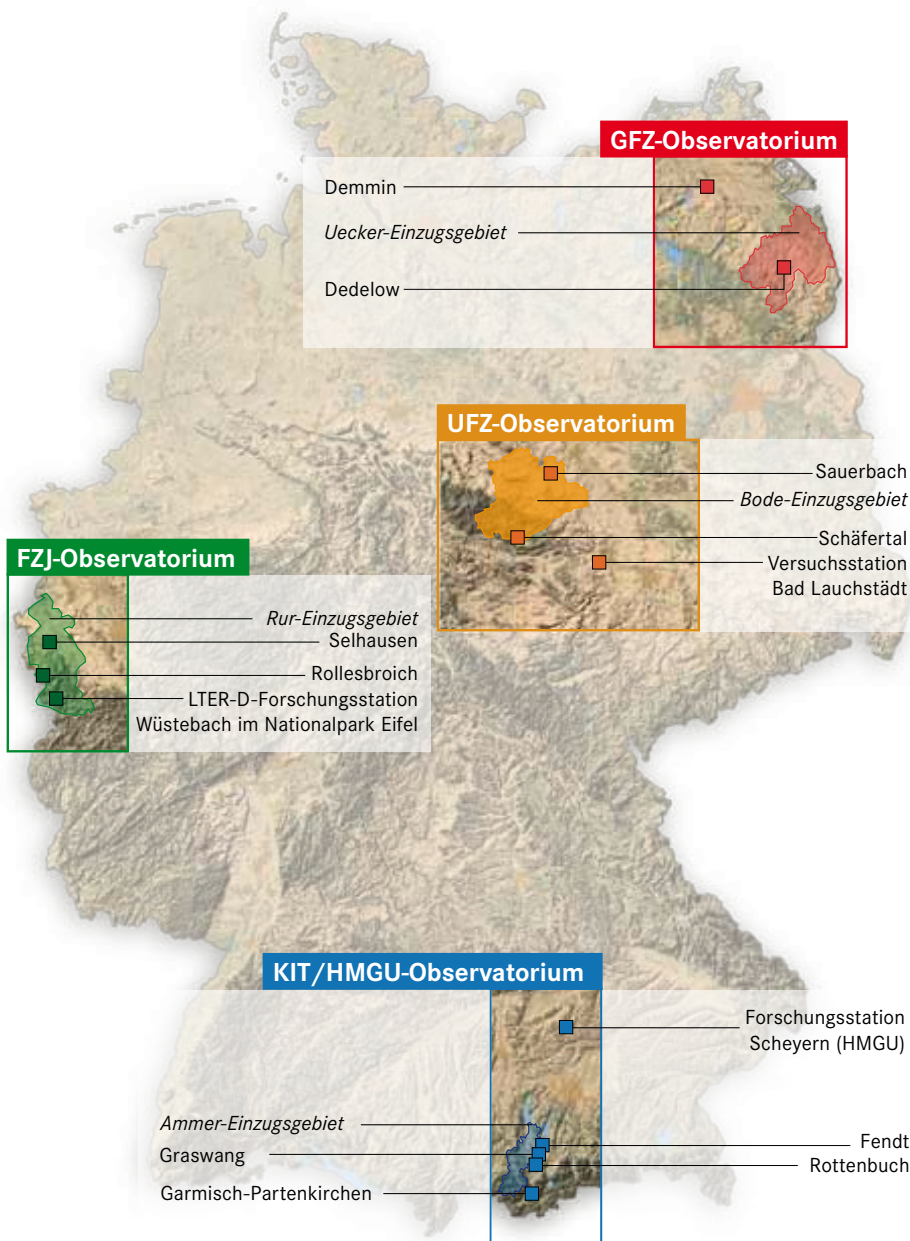 GFZ-Observatorium
Demmin
Uecker-Einzugsgebiet
Dedelow
UFZ-Observatorium
Sauerbach
Bode-Einzugsgebiet
Schäfertal
Versuchsstation
Bad Lauchstädt
FZJ-Observatorium
Rur-Einzugsgebiet
Selhausen
Rollesbroich
LTER-D-Forschungsstation
Wüstebach im Nationalpark Eifel
KIT/HMGU-Observatorium
Forschungsstation
Scheyern (HMGU)
Ammer-Einzugsgebiet
Graswang
Garmisch-Partenkirchen
Fendt
Rottenbuch